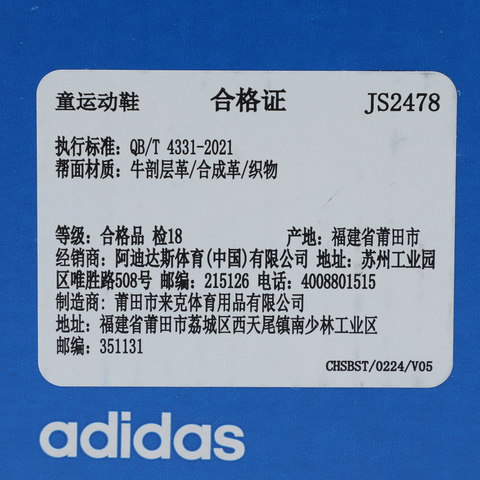 童运动鞋 合格证 JS2478
执行标准: QB/T 4331-2021
帮面材质: 牛剖层革/合成革/织物
等级: 合格品 检18 产地: 福建省莆田市
经销商: 阿迪达斯体育(中国)有限公司 地址: 苏州工业园
区唯胜路508号 邮编: 215126 电话: 4008801515
制造商: 莆田市来克体育用品有限公司
地址: 福建省莆田市荔城区西天尾镇南少林工业区
邮编: 351131
CHSBST/0224/V05
adidas